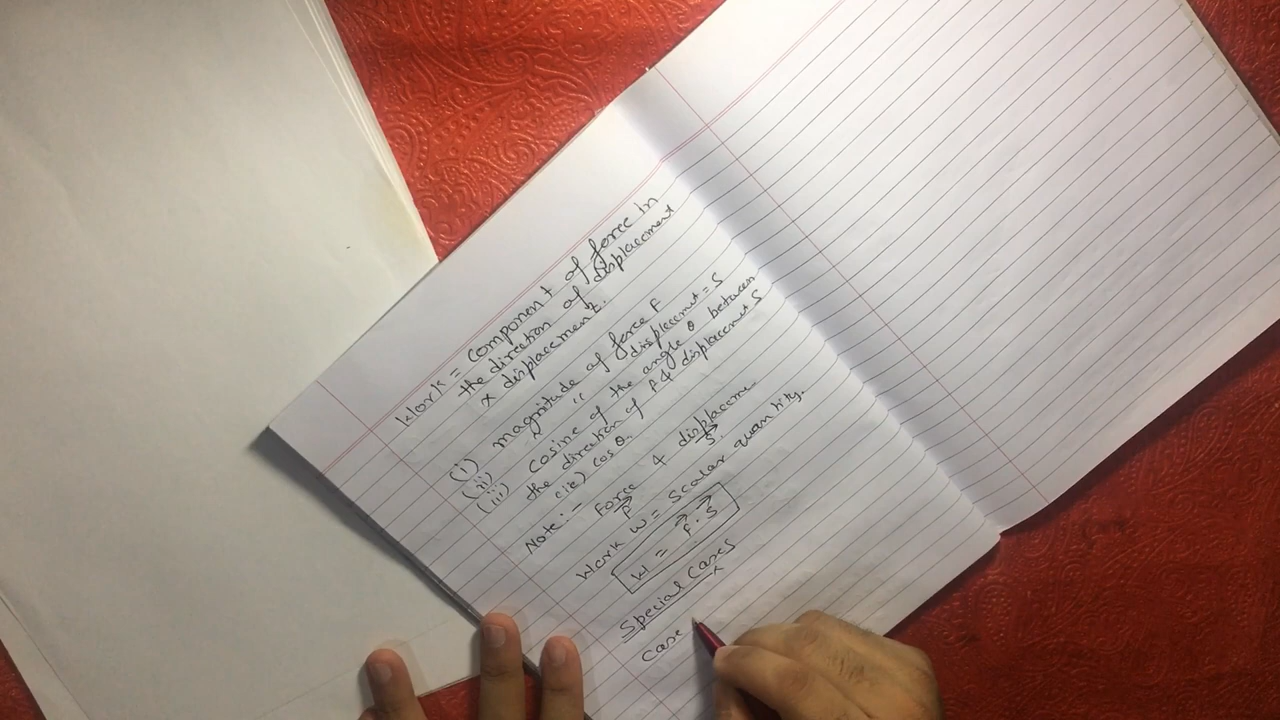 Work = component of force in
the direction of displacement
x displacement.
(i) magnitude of force F
(ii) " " displacement = S
(iii) cosine of the angle θ between
the direction of F & displacement S
(ie) cos θ.
Note:- Force & displaceme..
F⃗ S⃗
Work W = Scalar quantity.
W = F⃗ . S⃗
Special Cases
Case